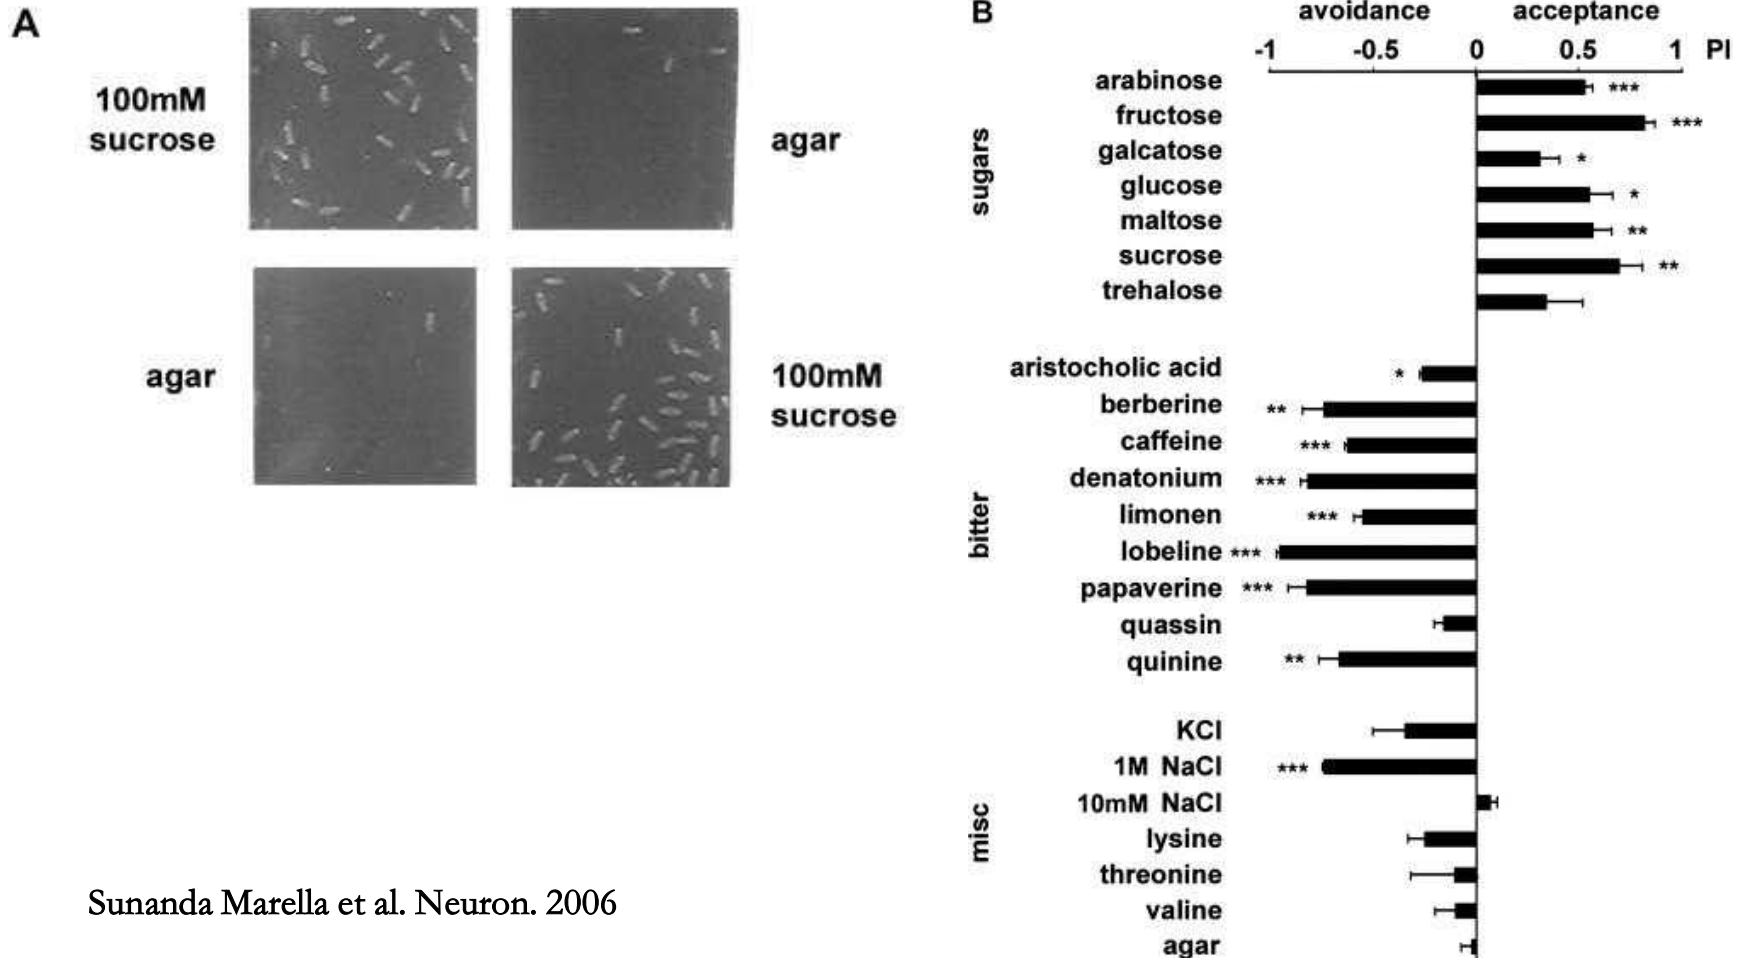 A
100mM
sucrose
agar
agar
100mM
sucrose
Sunanda Marella et al. Neuron. 2006
B
avoidance acceptance
-1 -0.5 0 0.5 1 PI
sugars
arabinose ***
fructose ***
galcatose *
glucose *
maltose **
sucrose **
trehalose
bitter
aristocholic acid *
berberine **
caffeine ***
denatonium ***
limonen ***
lobeline ***
papaverine ***
quassin
quinine **
misc
KCl
1M NaCl ***
10mM NaCl
lysine
threonine
valine
agar